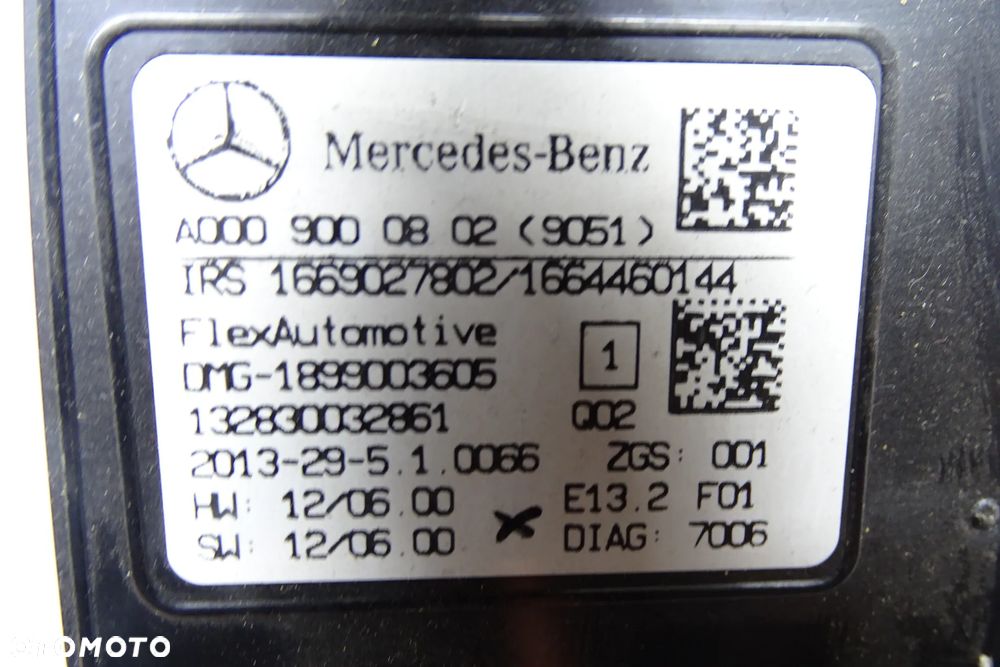 Mercedes-Benz
A000 900 08 02 (9051)
IRS 1669027802/1664460144
FlexAutomotive
DMG-1899003605
1
132830032861
Q02
2013-29-5.1.0066 ZGS: 001
HW: 12/06.00 E13.2 F01
SW: 12/06.00 DIAG: 7006
OTOMOTO